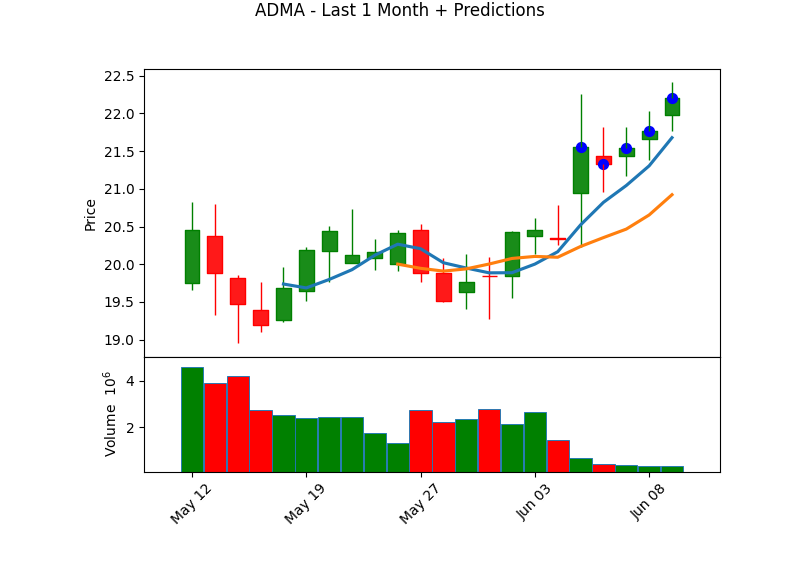 ADMA - Last 1 Month + Predictions
22.5
22.0
21.5
21.0
20.5
20.0
19.5
19.0
Price
4
2
Volume 10^6
May 12
May 19
May 27
Jun 03
Jun 08